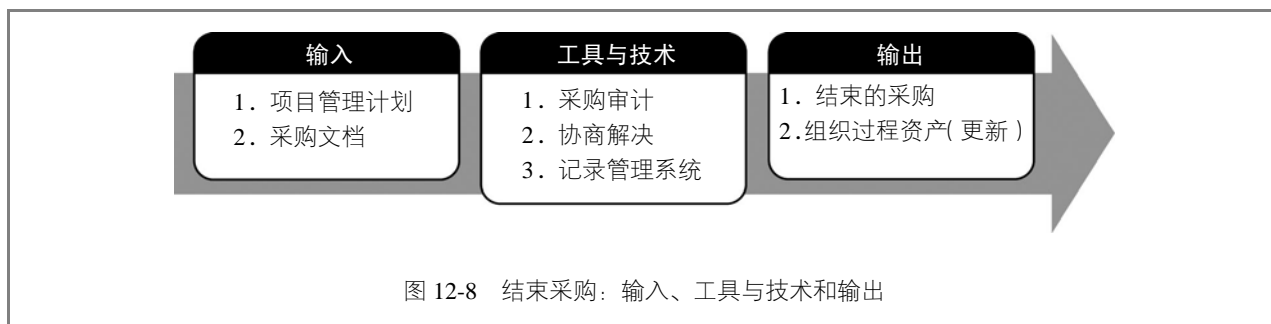 输入
1. 项目管理计划
2. 采购文档
工具与技术
1. 采购审计
2. 协商解决
3. 记录管理系统
输出
1. 结束的采购
2.组织过程资产(更新)
图 12-8 结束采购：输入、工具与技术和输出